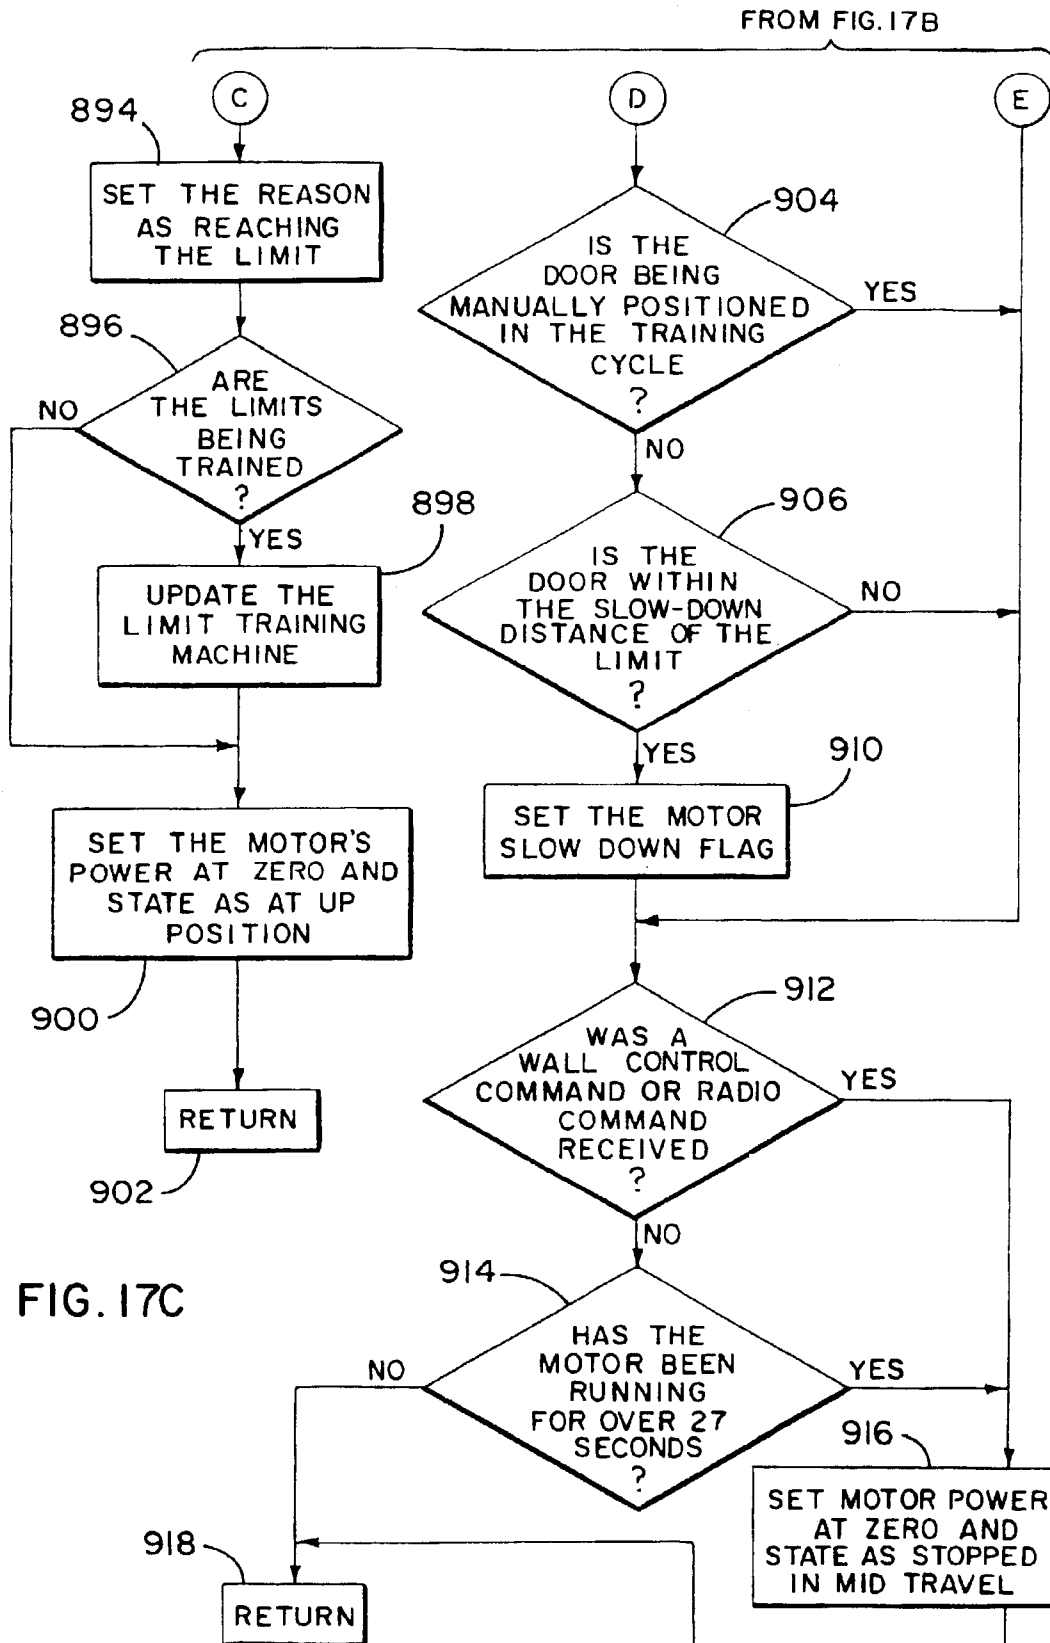 FROM FIG. 17B
C
D
E
894
SET THE REASON
AS REACHING
THE LIMIT
896
ARE
THE LIMITS
BEING
TRAINED
?
NO
YES
898
UPDATE THE
LIMIT TRAINING
MACHINE
SET THE MOTOR'S
POWER AT ZERO AND
STATE AS AT UP
POSITION
900
RETURN
902
904
IS THE
DOOR BEING
MANUALLY POSITIONED
IN THE TRAINING
CYCLE
?
YES
NO
906
IS THE
DOOR WITHIN
THE SLOW-DOWN
DISTANCE OF THE
LIMIT
?
NO
YES
910
SET THE MOTOR
SLOW DOWN FLAG
912
WAS A
WALL CONTROL
COMMAND OR RADIO
COMMAND
RECEIVED
?
YES
NO
914
HAS THE
MOTOR BEEN
RUNNING
FOR OVER 27
SECONDS
?
NO
YES
916
SET MOTOR POWER
AT ZERO AND
STATE AS STOPPED
IN MID TRAVEL
918
RETURN
FIG. 17C